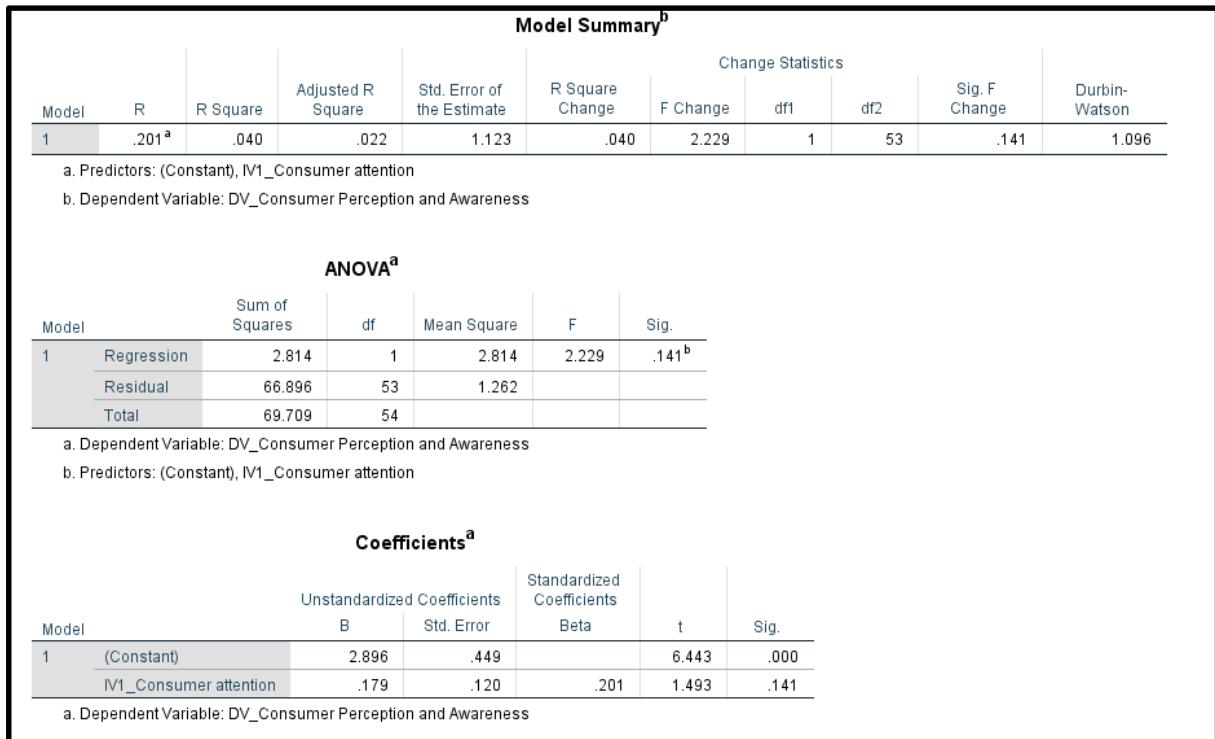 Model Summaryb
Change Statistics
Model R R Square Adjusted R Square Std. Error of the Estimate R Square Change F Change df1 df2 Sig. F Change Durbin-Watson
1 .201a .040 .022 1.123 .040 2.229 1 53 .141 1.096
a. Predictors: (Constant), IV1_Consumer attention
b. Dependent Variable: DV_Consumer Perception and Awareness
ANOVAa
Model Sum of Squares df Mean Square F Sig.
1 Regression 2.814 1 2.814 2.229 .141b
Residual 66.896 53 1.262
Total 69.709 54
a. Dependent Variable: DV_Consumer Perception and Awareness
b. Predictors: (Constant), IV1_Consumer attention
Coefficientsa
Unstandardized Coefficients Standardized Coefficients
Model B Std. Error Beta t Sig.
1 (Constant) 2.896 .449 6.443 .000
IV1_Consumer attention .179 .120 .201 1.493 .141
a. Dependent Variable: DV_Consumer Perception and Awareness